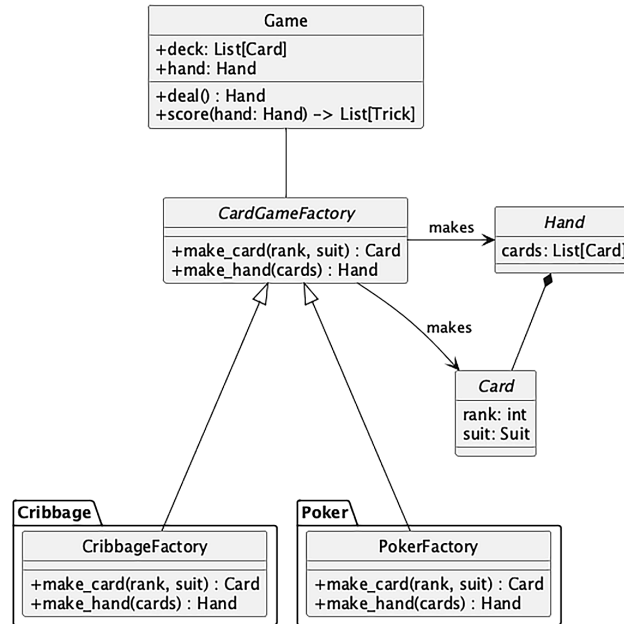 Game
+deck: List[Card]
+hand: Hand
+deal() : Hand
+score(hand: Hand) -> List[Trick]
CardGameFactory
+make_card(rank, suit) : Card
+make_hand(cards) : Hand
makes
Hand
cards: List[Card]
makes
Card
rank: int
suit: Suit
Cribbage
CribbageFactory
+make_card(rank, suit) : Card
+make_hand(cards) : Hand
Poker
PokerFactory
+make_card(rank, suit) : Card
+make_hand(cards) : Hand